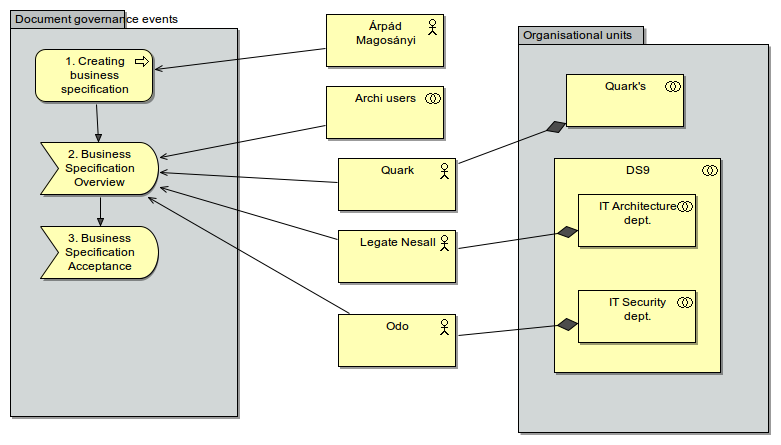 Document governance events
1. Creating
business
specification
2. Business
Specification
Overview
3. Business
Specification
Acceptance
Árpád
Magosányi
Archi users
Quark
Legate Nesall
Odo
Organisational units
Quark's
DS9
IT Architecture
dept.
IT Security
dept.